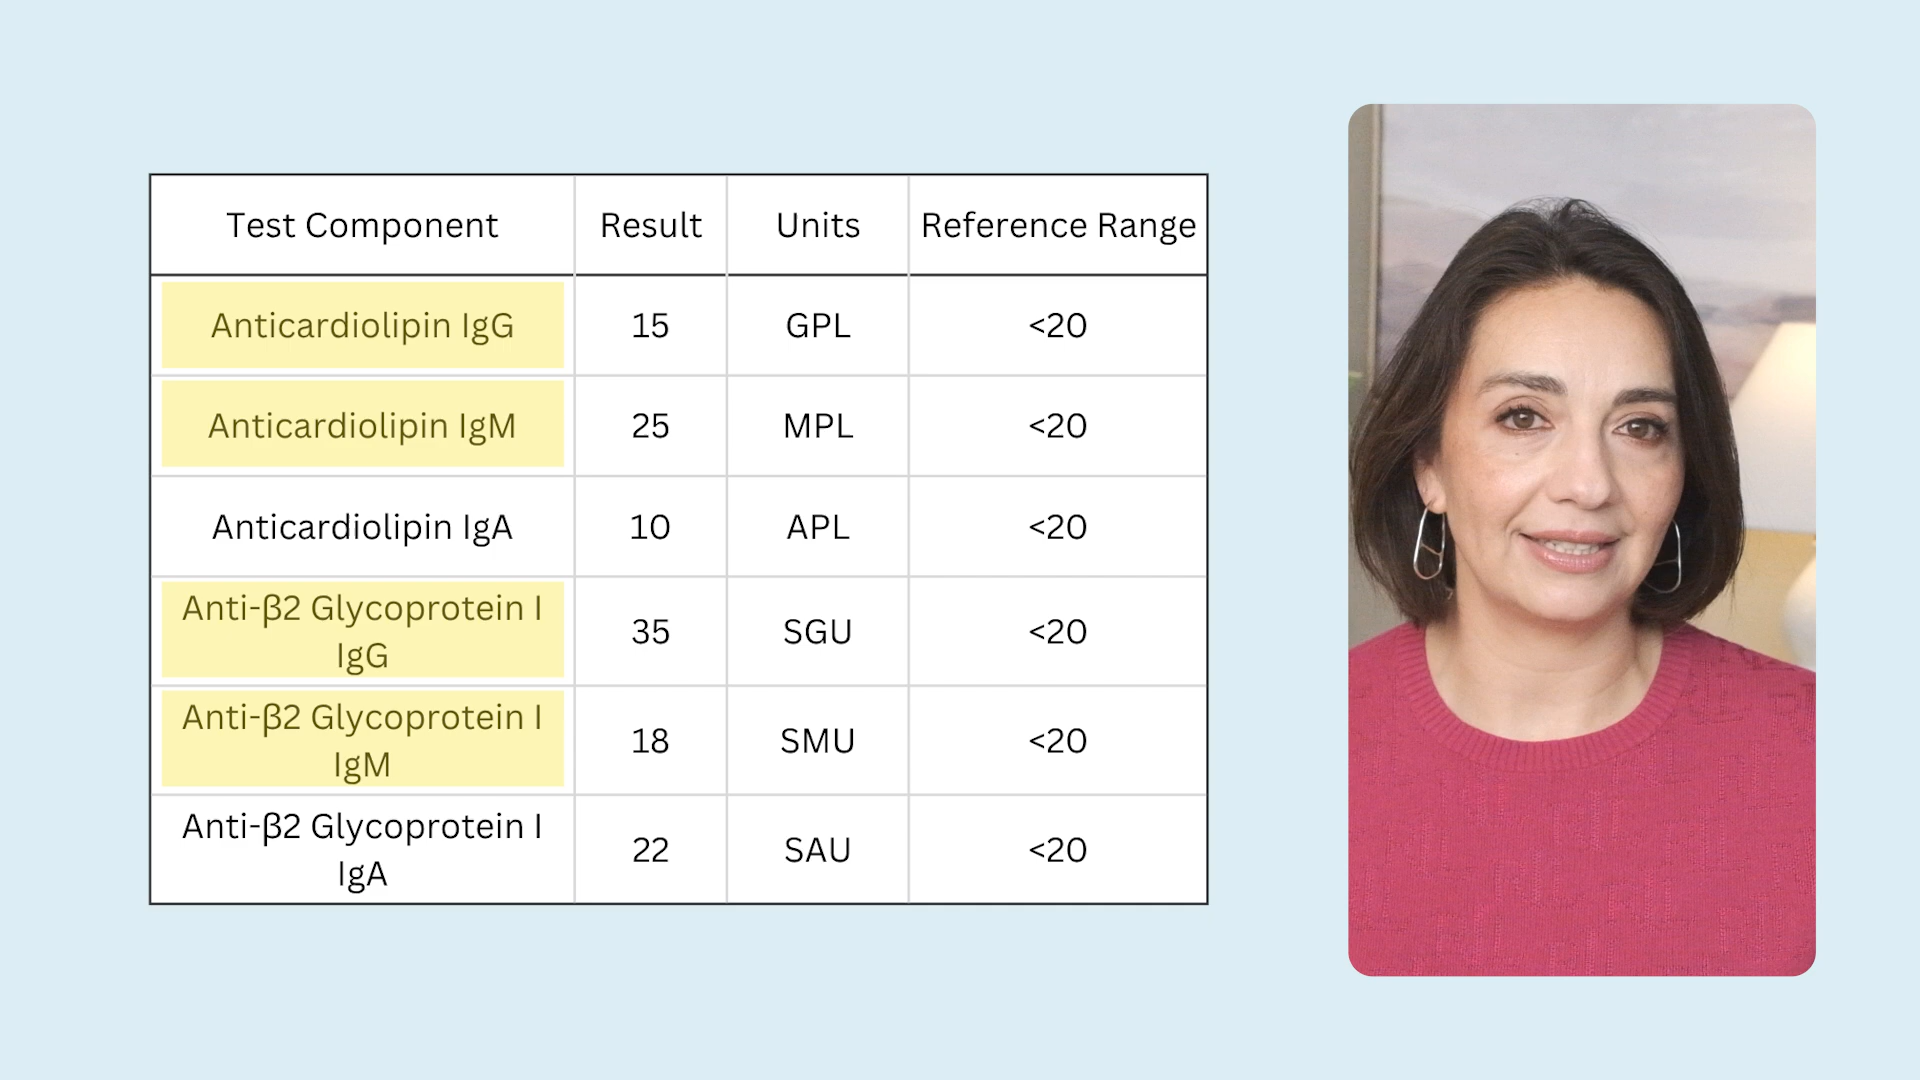 Test Component Result Units Reference Range
Anticardiolipin IgG 15 GPL <20
Anticardiolipin IgM 25 MPL <20
Anticardiolipin IgA 10 APL <20
Anti-β2 Glycoprotein I
IgG 35 SGU <20
Anti-β2 Glycoprotein I
IgM 18 SMU <20
Anti-β2 Glycoprotein I
IgA 22 SAU <20